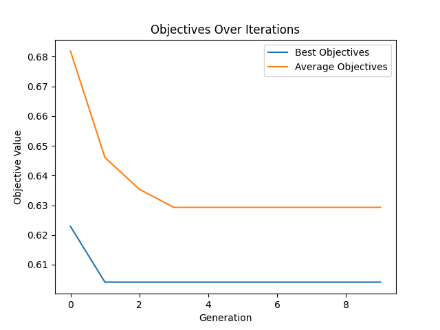 Objectives Over Iterations
Best Objectives
Average Objectives
Objective Value
0.68
0.67
0.66
0.65
0.64
0.63
0.62
0.61
0 2 4 6 8
Generation